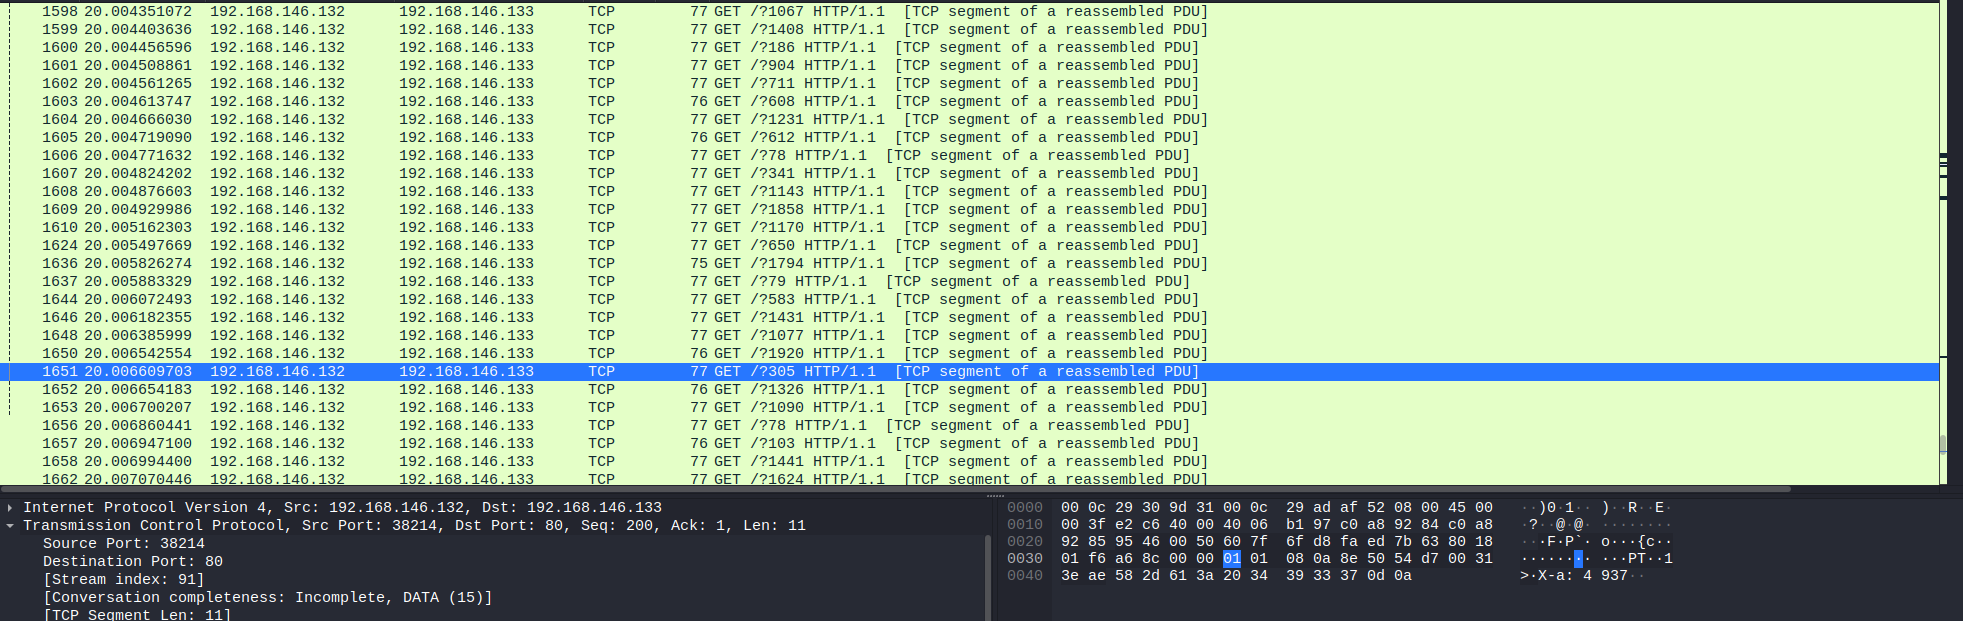 1598 20.004351072 192.168.146.132 192.168.146.133 TCP 77 GET /?1067 HTTP/1.1 [TCP segment of a reassembled PDU]
1599 20.004403636 192.168.146.132 192.168.146.133 TCP 77 GET /?1408 HTTP/1.1 [TCP segment of a reassembled PDU]
1600 20.004456596 192.168.146.132 192.168.146.133 TCP 77 GET /?186 HTTP/1.1 [TCP segment of a reassembled PDU]
1601 20.004508861 192.168.146.132 192.168.146.133 TCP 77 GET /?904 HTTP/1.1 [TCP segment of a reassembled PDU]
1602 20.004561265 192.168.146.132 192.168.146.133 TCP 77 GET /?711 HTTP/1.1 [TCP segment of a reassembled PDU]
1603 20.004613747 192.168.146.132 192.168.146.133 TCP 76 GET /?608 HTTP/1.1 [TCP segment of a reassembled PDU]
1604 20.004666030 192.168.146.132 192.168.146.133 TCP 77 GET /?1231 HTTP/1.1 [TCP segment of a reassembled PDU]
1605 20.004719090 192.168.146.132 192.168.146.133 TCP 76 GET /?612 HTTP/1.1 [TCP segment of a reassembled PDU]
1606 20.004771632 192.168.146.132 192.168.146.133 TCP 77 GET /?78 HTTP/1.1 [TCP segment of a reassembled PDU]
1607 20.004824202 192.168.146.132 192.168.146.133 TCP 77 GET /?341 HTTP/1.1 [TCP segment of a reassembled PDU]
1608 20.004876603 192.168.146.132 192.168.146.133 TCP 77 GET /?1143 HTTP/1.1 [TCP segment of a reassembled PDU]
1609 20.004929986 192.168.146.132 192.168.146.133 TCP 77 GET /?1858 HTTP/1.1 [TCP segment of a reassembled PDU]
1610 20.005162303 192.168.146.132 192.168.146.133 TCP 77 GET /?1170 HTTP/1.1 [TCP segment of a reassembled PDU]
1624 20.005497669 192.168.146.132 192.168.146.133 TCP 77 GET /?650 HTTP/1.1 [TCP segment of a reassembled PDU]
1636 20.005826274 192.168.146.132 192.168.146.133 TCP 75 GET /?1794 HTTP/1.1 [TCP segment of a reassembled PDU]
1637 20.005883329 192.168.146.132 192.168.146.133 TCP 77 GET /?79 HTTP/1.1 [TCP segment of a reassembled PDU]
1644 20.006072493 192.168.146.132 192.168.146.133 TCP 77 GET /?583 HTTP/1.1 [TCP segment of a reassembled PDU]
1646 20.006182355 192.168.146.132 192.168.146.133 TCP 77 GET /?1431 HTTP/1.1 [TCP segment of a reassembled PDU]
1648 20.006385999 192.168.146.132 192.168.146.133 TCP 77 GET /?1077 HTTP/1.1 [TCP segment of a reassembled PDU]
1650 20.006542554 192.168.146.132 192.168.146.133 TCP 76 GET /?1920 HTTP/1.1 [TCP segment of a reassembled PDU]
1651 20.006609703 192.168.146.132 192.168.146.133 TCP 77 GET /?305 HTTP/1.1 [TCP segment of a reassembled PDU]
1652 20.006654183 192.168.146.132 192.168.146.133 TCP 76 GET /?1326 HTTP/1.1 [TCP segment of a reassembled PDU]
1653 20.006700207 192.168.146.132 192.168.146.133 TCP 77 GET /?1090 HTTP/1.1 [TCP segment of a reassembled PDU]
1656 20.006860441 192.168.146.132 192.168.146.133 TCP 77 GET /?78 HTTP/1.1 [TCP segment of a reassembled PDU]
1657 20.006947100 192.168.146.132 192.168.146.133 TCP 76 GET /?103 HTTP/1.1 [TCP segment of a reassembled PDU]
1658 20.006994400 192.168.146.132 192.168.146.133 TCP 77 GET /?1441 HTTP/1.1 [TCP segment of a reassembled PDU]
1662 20.007070446 192.168.146.132 192.168.146.133 TCP 77 GET /?1624 HTTP/1.1 [TCP segment of a reassembled PDU]
Internet Protocol Version 4, Src: 192.168.146.132, Dst: 192.168.146.133
Transmission Control Protocol, Src Port: 38214, Dst Port: 80, Seq: 200, Ack: 1, Len: 11
Source Port: 38214
Destination Port: 80
[Stream index: 91]
[Conversation completeness: Incomplete, DATA (15)]
[TCP Segment Len: 11]
0000 00 0c 29 30 9d 31 00 0c 29 ad af 52 08 00 45 00 ··)0·1·· )··R··E·
0010 00 3f e2 c6 40 00 40 06 b1 97 c0 a8 92 84 c0 a8 ·?··@·@· ········
0020 92 85 95 46 00 50 60 7f 6f d8 fa ed 7b 63 80 18 ···F·P`· o···{c··
0030 01 f6 a6 8c 00 00 01 01 08 0a 8e 50 54 d7 00 31 ········ ···PT··1
0040 3e ae 58 2d 61 3a 20 34 39 33 37 0d 0a >·X-a: 4 937··